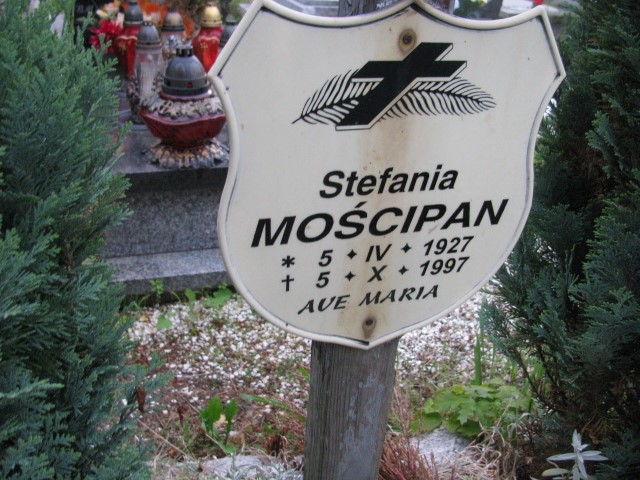 Stefania
MOŚCIPAN
* 5 ✦ IV ✦ 1927
† 5 ✦ X ✦ 1997
AVE MARIA